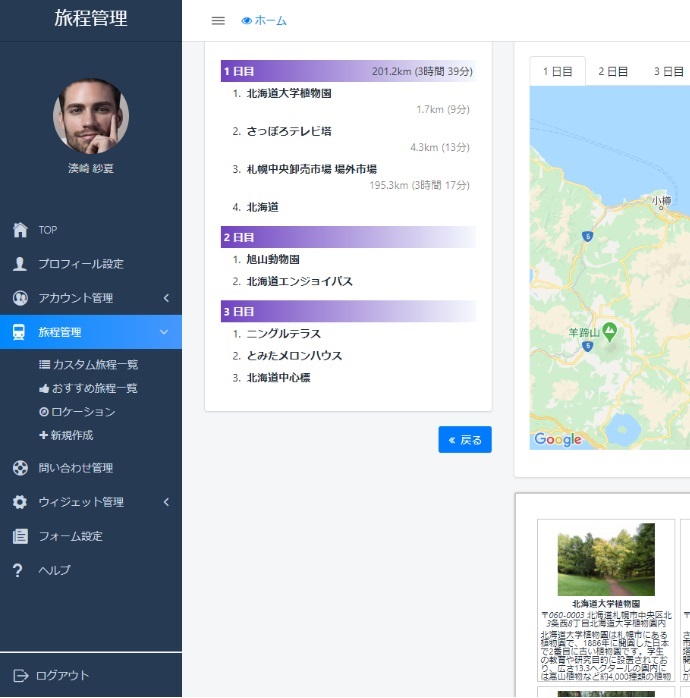 旅程管理
ホーム
湊崎 紗夏
TOP
プロフィール設定
アカウント管理
旅程管理
カスタム旅程一覧
おすすめ旅程一覧
ロケーション
新規作成
問い合わせ管理
ウィジェット管理
フォーム設定
ヘルプ
ログアウト
1 日目 201.2km (3時間 39分)
1. 北海道大学植物園
1.7km (9分)
2. さっぽろテレビ塔
4.3km (13分)
3. 札幌中央卸売市場 場外市場
195.3km (3時間 17分)
4. 北海道
2 日目
1. 旭山動物園
2. 北海道エンジョイバス
3 日目
1. ニングルテラス
2. とみたメロンハウス
3. 北海道中心標
« 戻る
1 日目 2 日目 3 日目
小樽
5
羊蹄山
5
Google
北海道大学植物園
〒060-0003 北海道札幌市中央区北
3条西8丁目北海道大学植物園内
北海道大学植物園は札幌市にある
植物園で、1886年に開園した日本
で2番目に古い植物園です。学生
の教育や研究目的に設置されてお
り、広さ13.3ヘクタールの園内に
は高山植物など約4,000種類の植物